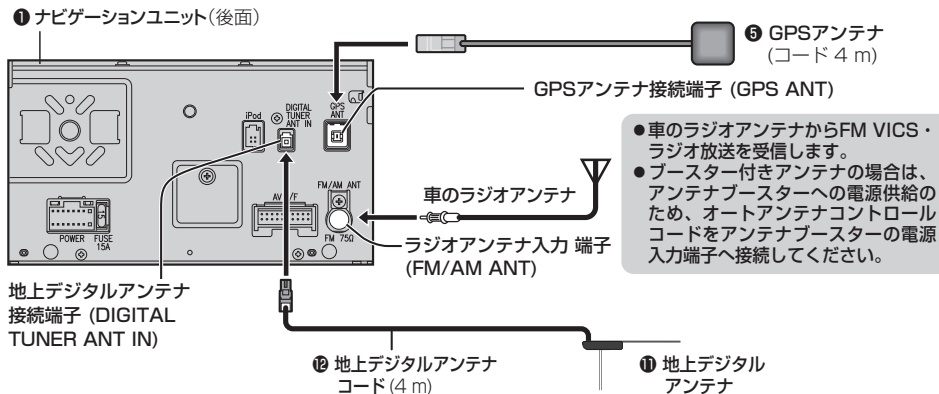 ❶ ナビゲーションユニット(後面)
❺ GPSアンテナ
(コード 4 m)
GPSアンテナ接続端子 (GPS ANT)
iPod
DIGITAL
TUNER
ANT IN
GPS
ANT
●車のラジオアンテナからFM VICS・
ラジオ放送を受信します。
●ブースター付きアンテナの場合は、
アンテナブースターへの電源供給の
ため、オートアンテナコントロール
コードをアンテナブースターの電源
入力端子へ接続してください。
車のラジオアンテナ
FM/AM ANT
AV I/F
POWER
FUSE
15A
FM 75Ω
ラジオアンテナ入力 端子
(FM/AM ANT)
地上デジタルアンテナ
接続端子 (DIGITAL
TUNER ANT IN)
⓬ 地上デジタルアンテナ
コード(4 m)
⓫ 地上デジタル
アンテナ